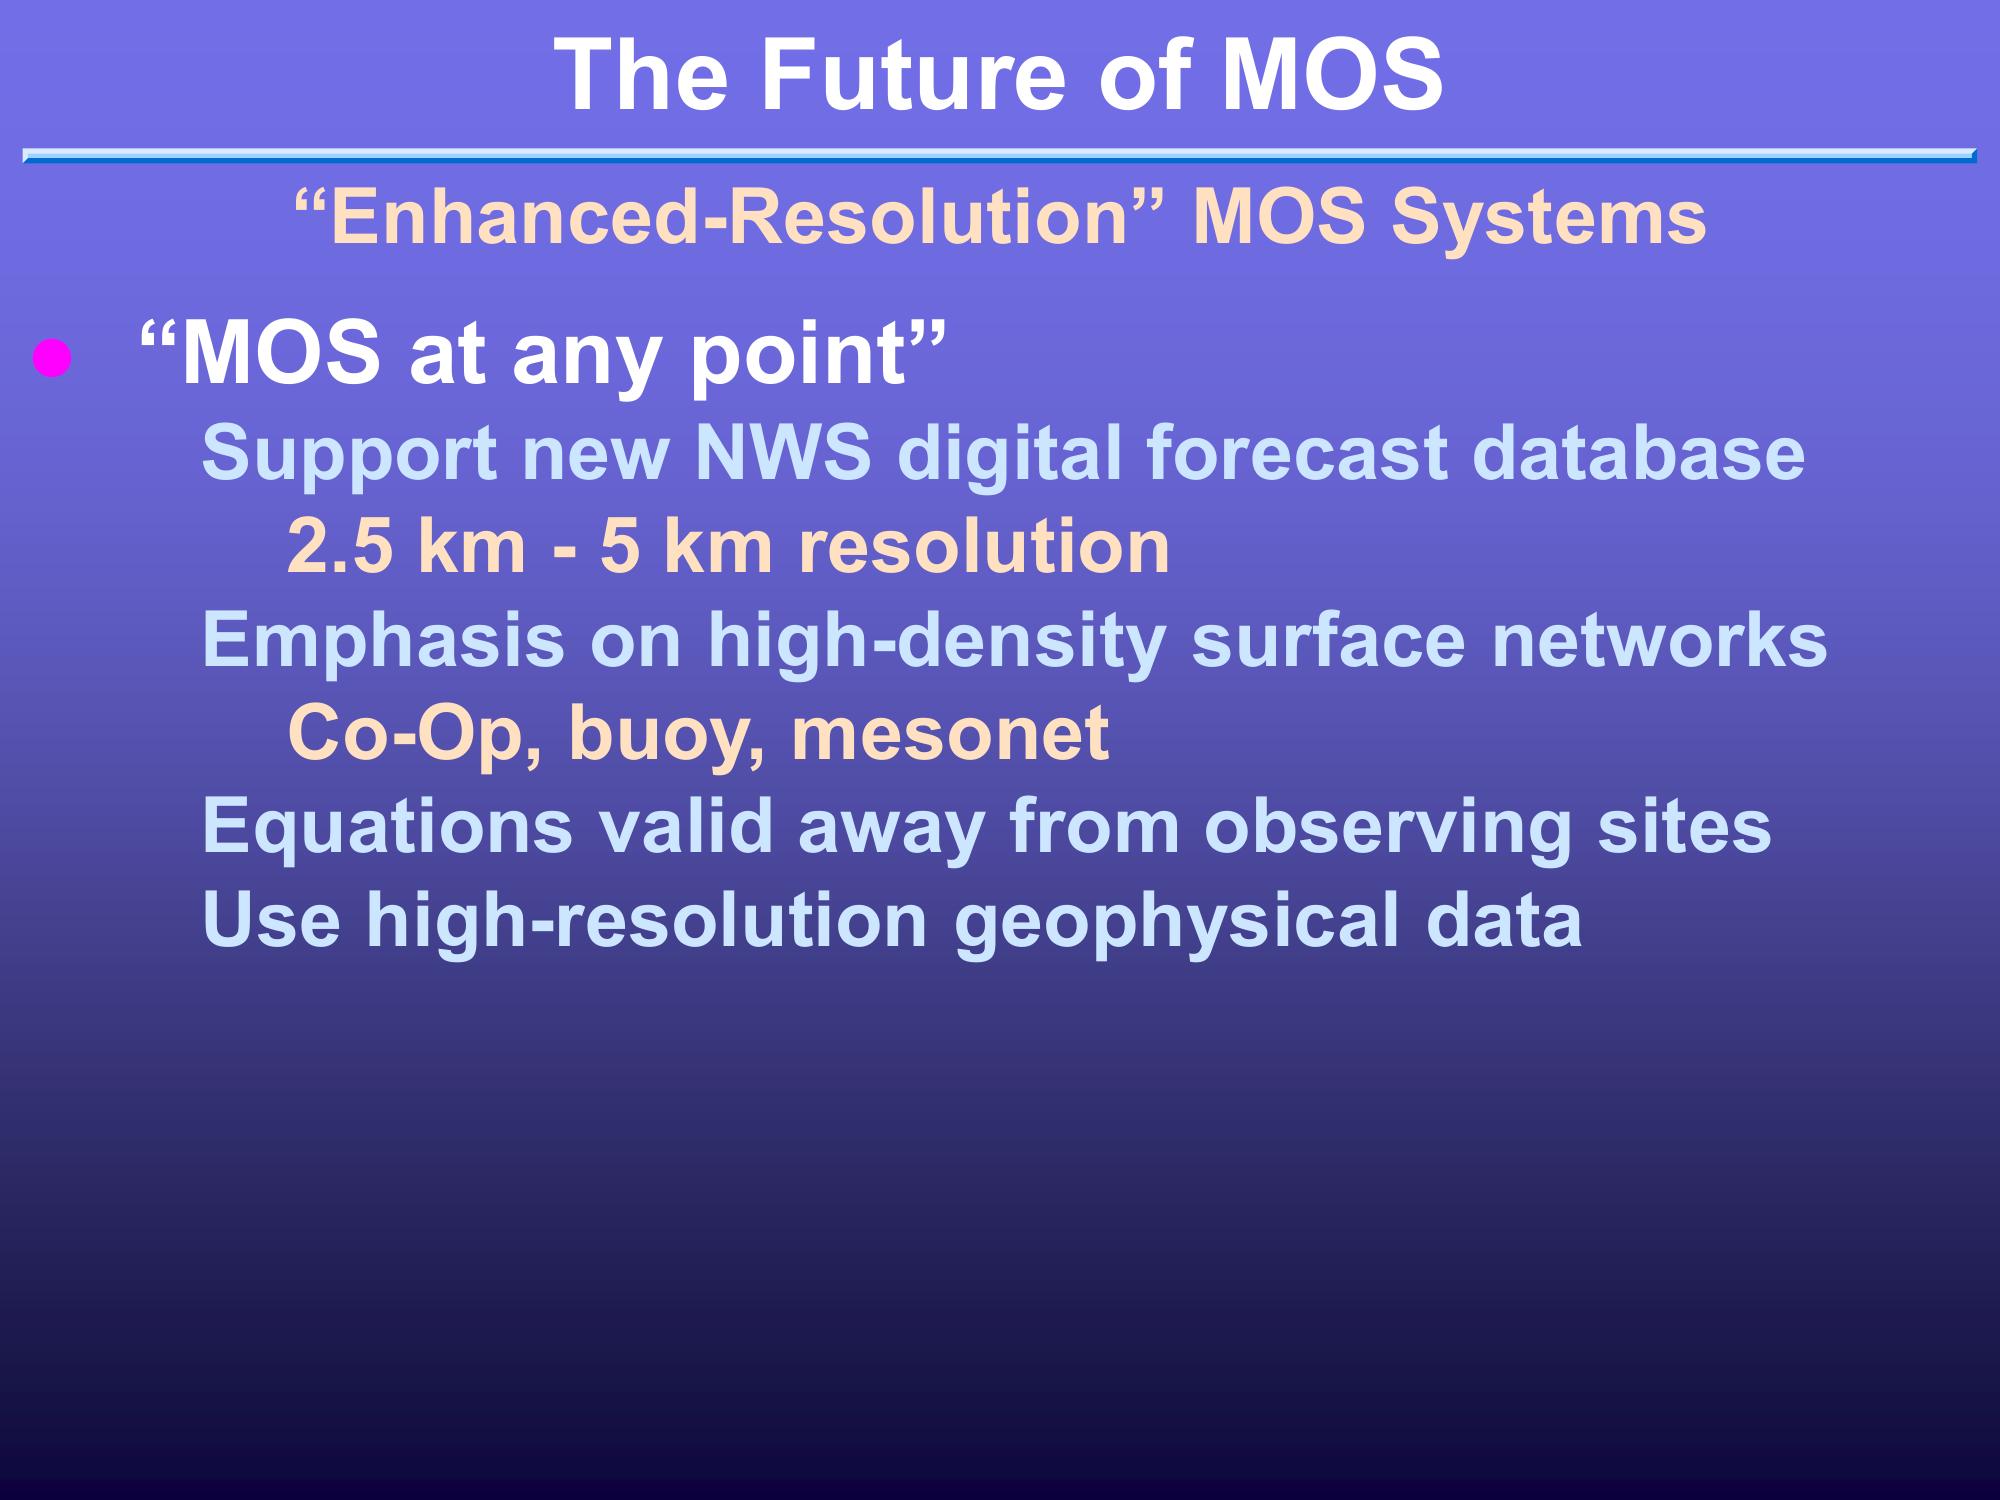 The Future of MOS
“Enhanced-Resolution” MOS Systems
● “MOS at any point”
Support new NWS digital forecast database
2.5 km - 5 km resolution
Emphasis on high-density surface networks
Co-Op, buoy, mesonet
Equations valid away from observing sites
Use high-resolution geophysical data